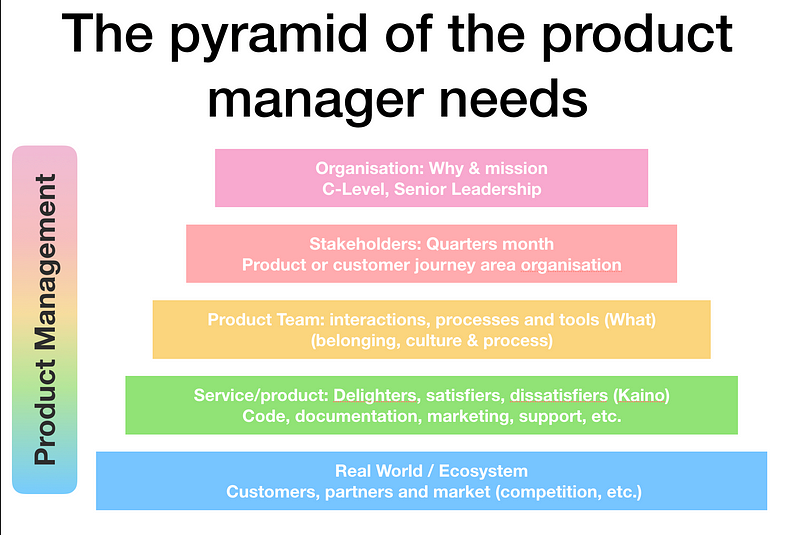 The pyramid of the product
manager needs
Product Management
Organisation: Why & mission
C-Level, Senior Leadership
Stakeholders: Quarters month
Product or customer journey area organisation
Product Team: interactions, processes and tools (What)
(belonging, culture & process)
Service/product: Delighters, satisfiers, dissatisfiers (Kaino)
Code, documentation, marketing, support, etc.
Real World / Ecosystem
Customers, partners and market (competition, etc.)